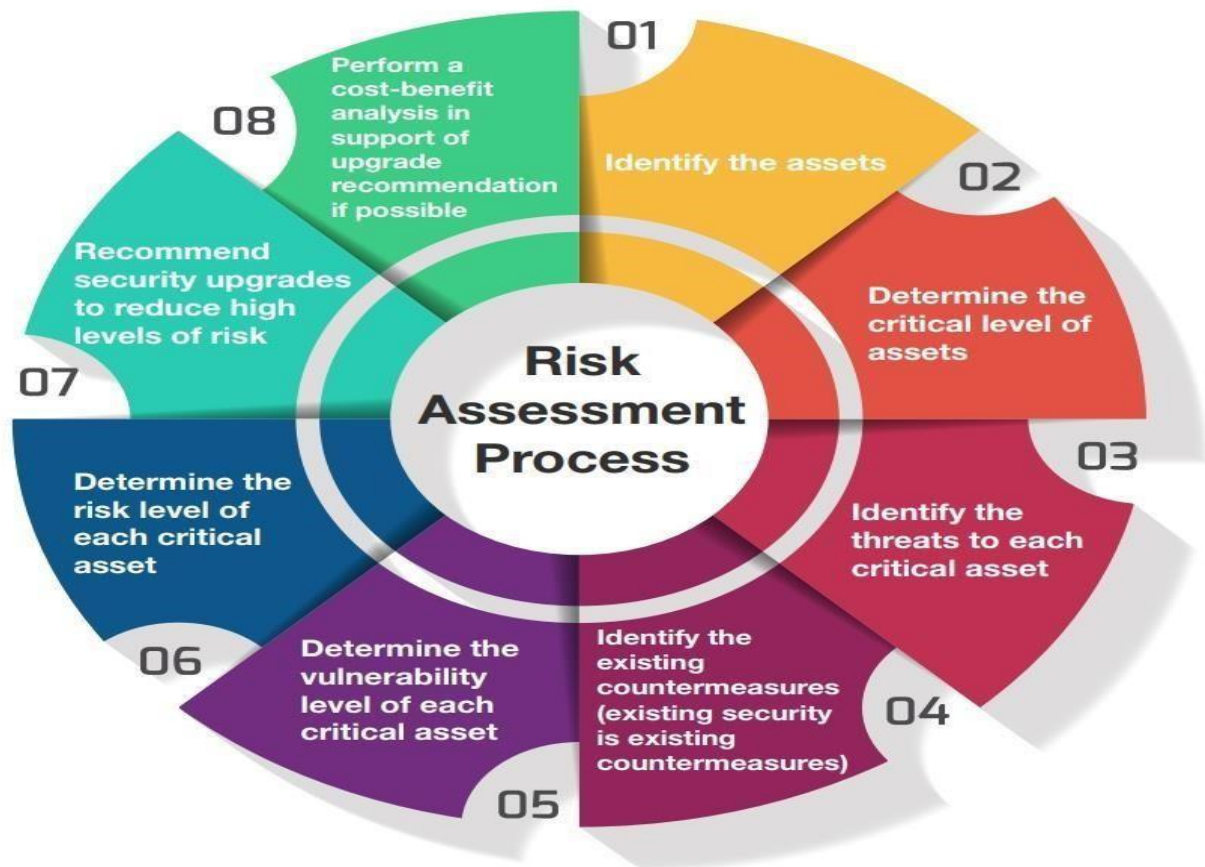 Risk
Assessment
Process
01
Identify the assets
02
Determine the
critical level of
assets
03
Identify the
threats to each
critical asset
04
Identify the
existing
countermeasures
(existing security
is existing
countermeasures)
05
Determine the
vulnerability
level of each
critical asset
06
Determine the
risk level of
each critical
asset
07
Recommend
security upgrades
to reduce high
levels of risk
08
Perform a
cost-benefit
analysis in
support of
upgrade
recommendation
if possible